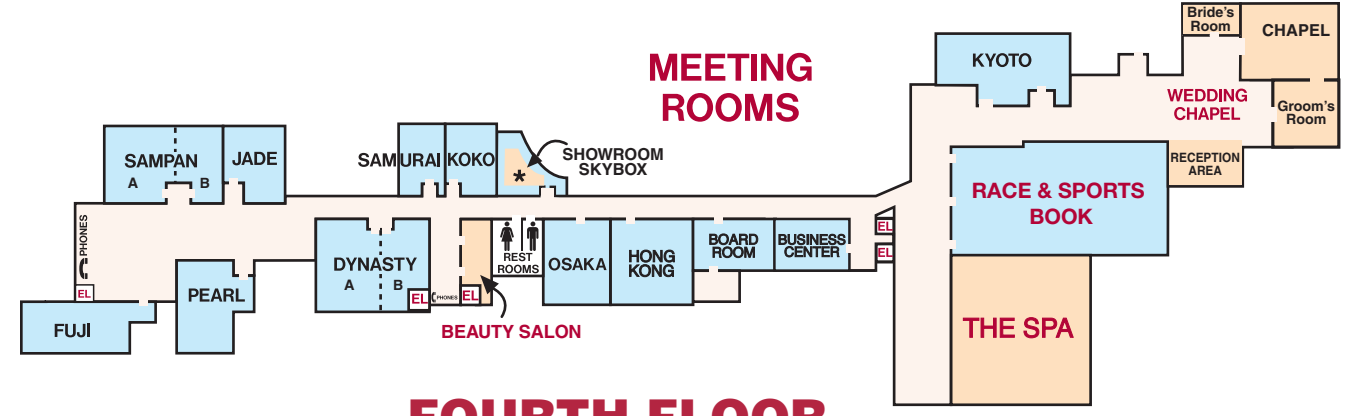 Bride's
Room
CHAPEL
MEETING
ROOMS
KYOTO
WEDDING
CHAPEL
Groom's
Room
SAMPAN
A
B
JADE
SAMURAI
KOKO
*
SHOWROOM
SKYBOX
RECEPTION
AREA
RACE & SPORTS
BOOK
PHONES
EL
FUJI
PEARL
DYNASTY
A
B
EL
PHONES
EL
BEAUTY SALON
REST
ROOMS
OSAKA
HONG
KONG
BOARD
ROOM
BUSINESS
CENTER
EL
EL
THE SPA
FOURTH FLOOR